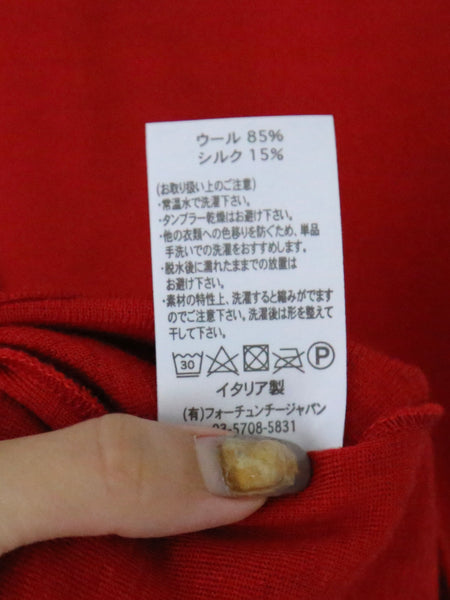 ウール 85%
シルク 15%
(お取り扱い上のご注意)
・常温水で洗濯下さい。
・タンブラー乾燥はお避け下さい。
・他の衣類への色移りを防ぐため、単品
手洗いでの洗濯をおすすめします。
・脱水後に濡れたままでの放置は
お避け下さい。
・素材の特性上、洗濯すると縮みがでます
のでご注意下さい。洗濯後は形を整えて
干して下さい。
30 P
イタリア製
(有)フォーチュンチージャパン
03-5708-5831